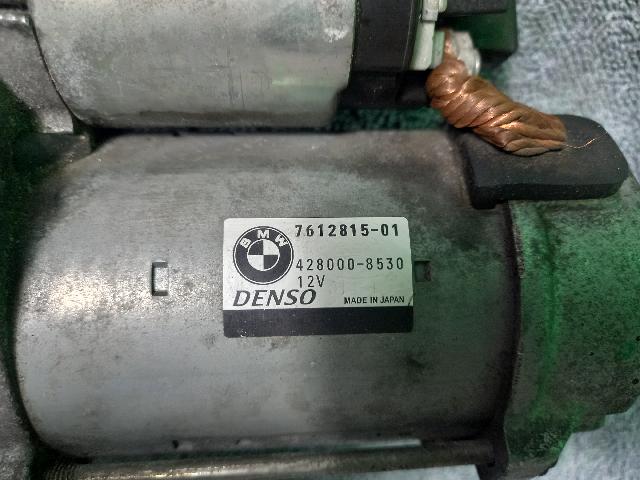 BMW
7612815-01
428000-8530
12V
DENSO MADE IN JAPAN